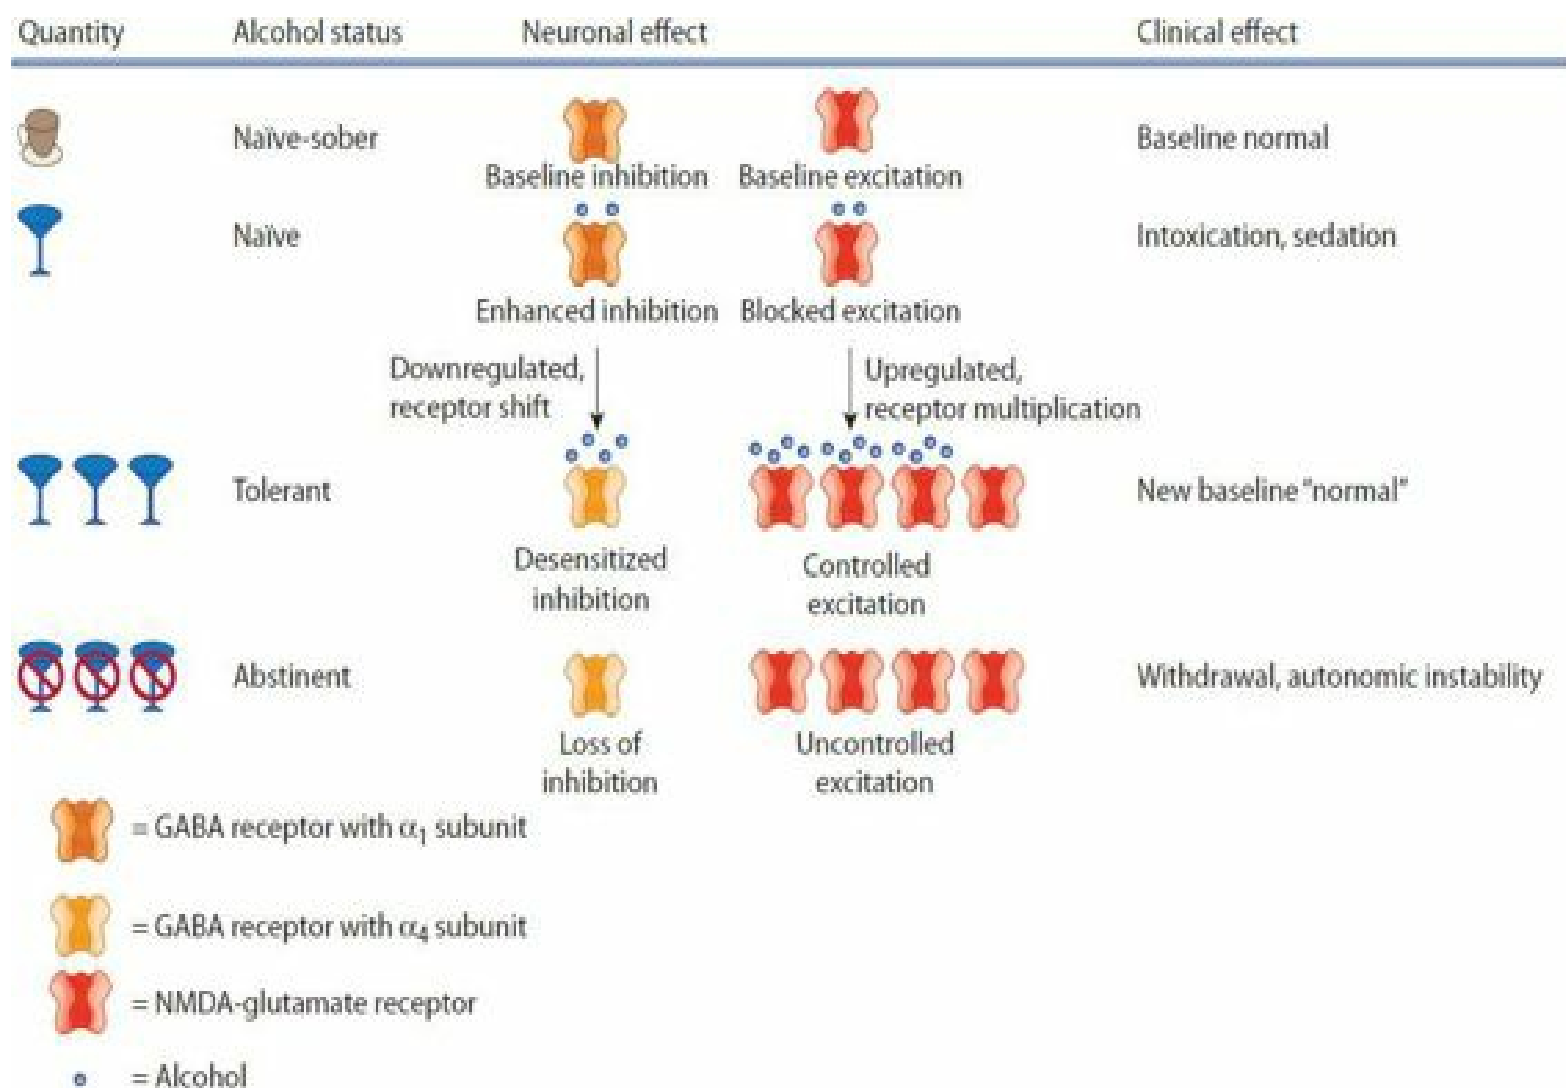 Quantity Alcohol status Neuronal effect Clinical effect
Naïve-sober Baseline normal
Baseline inhibition Baseline excitation
Naïve Intoxication, sedation
Enhanced inhibition Blocked excitation
Downregulated,
receptor shift
Upregulated,
receptor multiplication
Tolerant New baseline "normal"
Desensitized
inhibition
Controlled
excitation
Abstinent Withdrawal, autonomic instability
Loss of
inhibition
Uncontrolled
excitation
= GABA receptor with α₁ subunit
= GABA receptor with α₄ subunit
= NMDA-glutamate receptor
= Alcohol